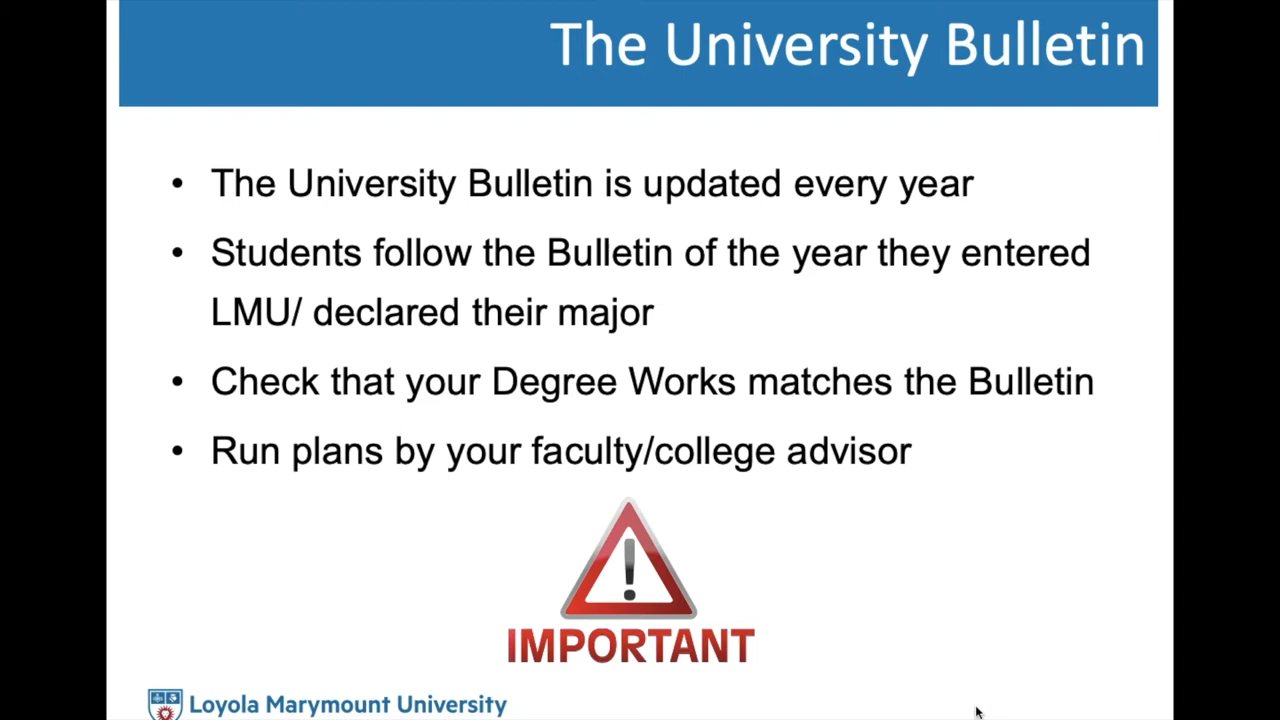 The University Bulletin
• The University Bulletin is updated every year
• Students follow the Bulletin of the year they entered
LMU/ declared their major
• Check that your Degree Works matches the Bulletin
• Run plans by your faculty/college advisor
!
IMPORTANT
Loyola Marymount University